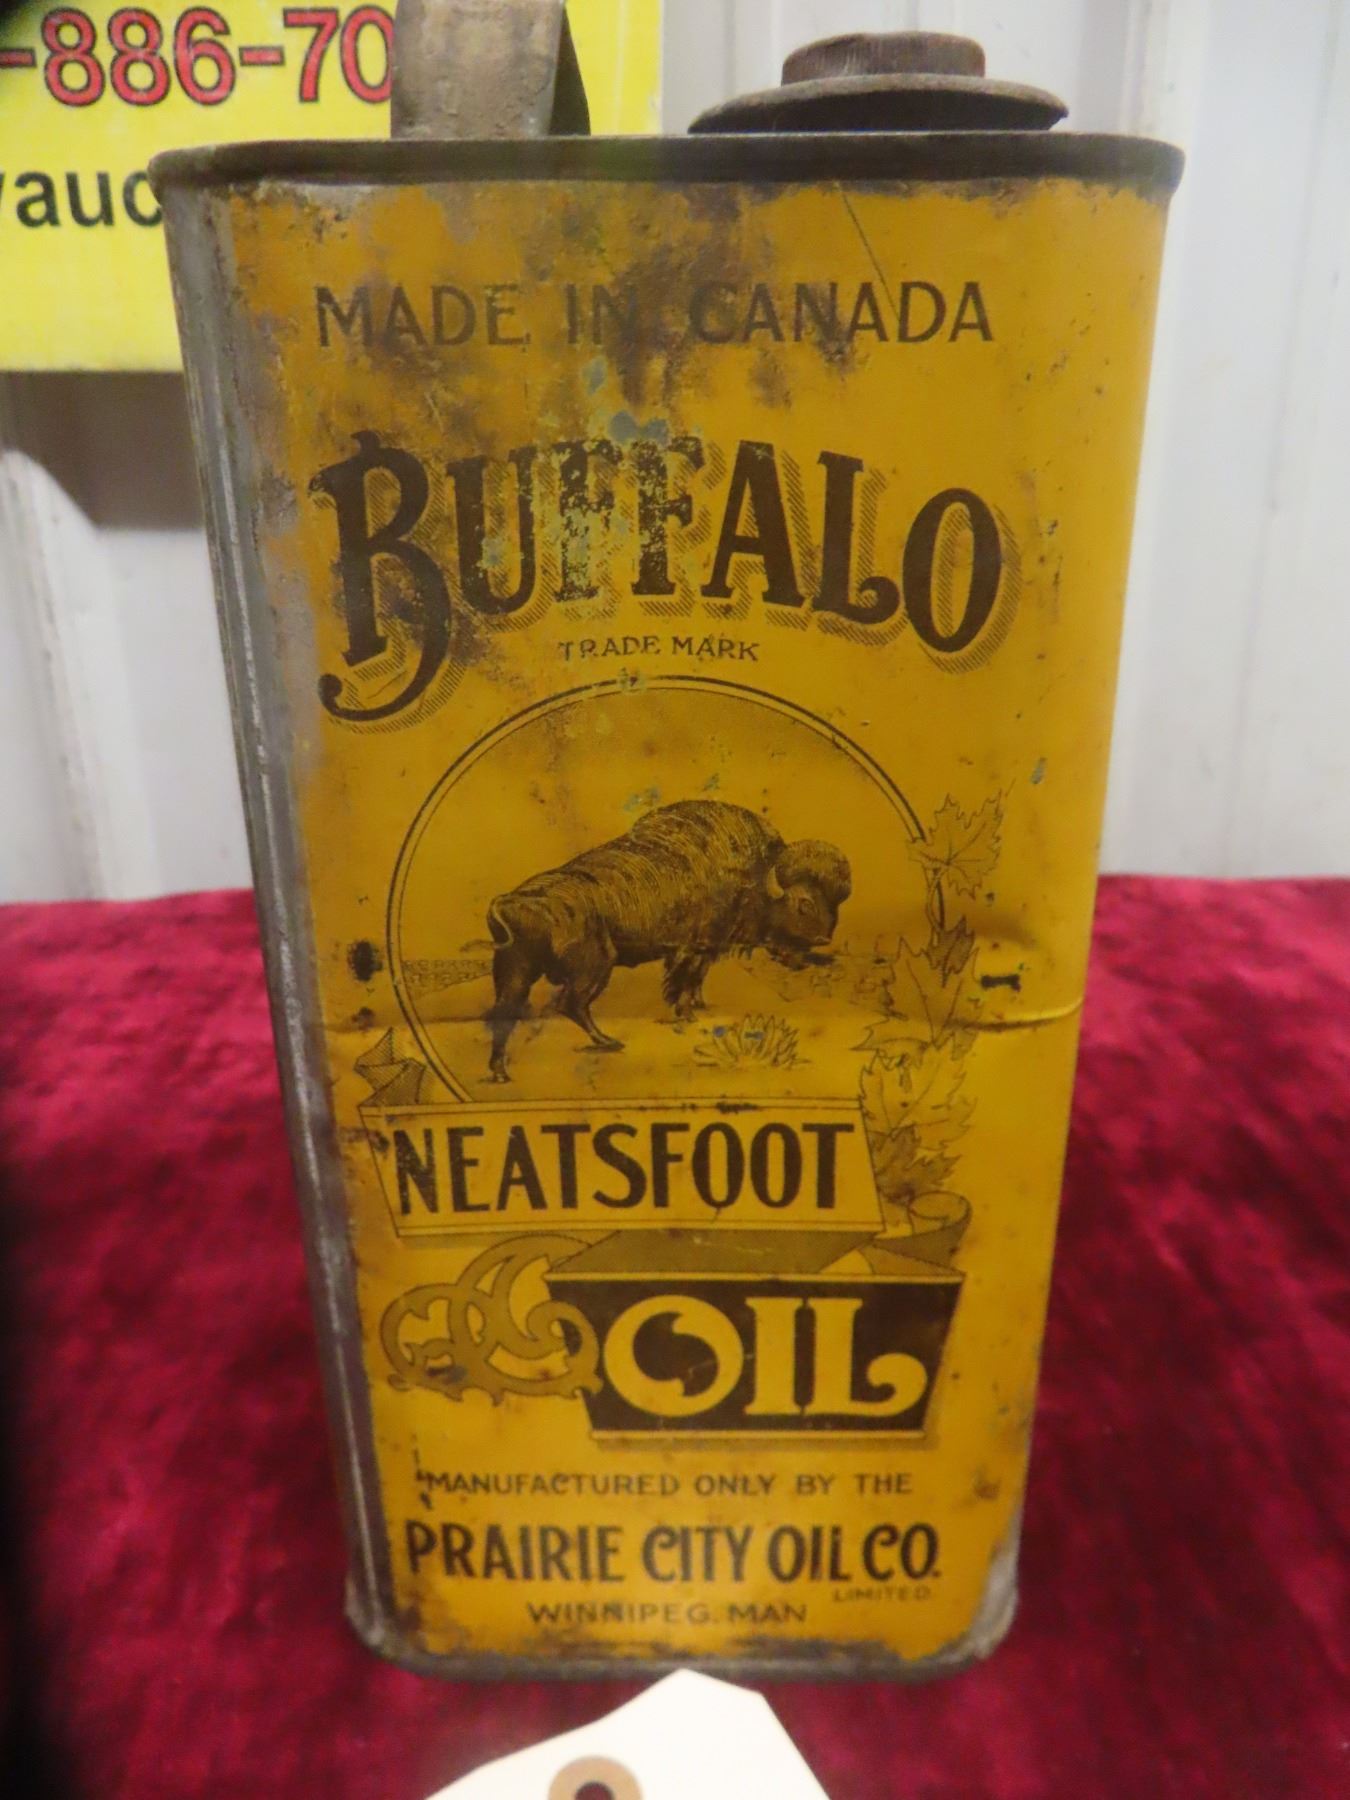 -886-70
auc
MADE IN CANADA
BUFFALO
TRADE MARK
NEATSFOOT
OIL
MANUFACTURED ONLY BY THE
PRAIRIE CITY OIL CO.
LIMITED.
WINNIPEG. MAN